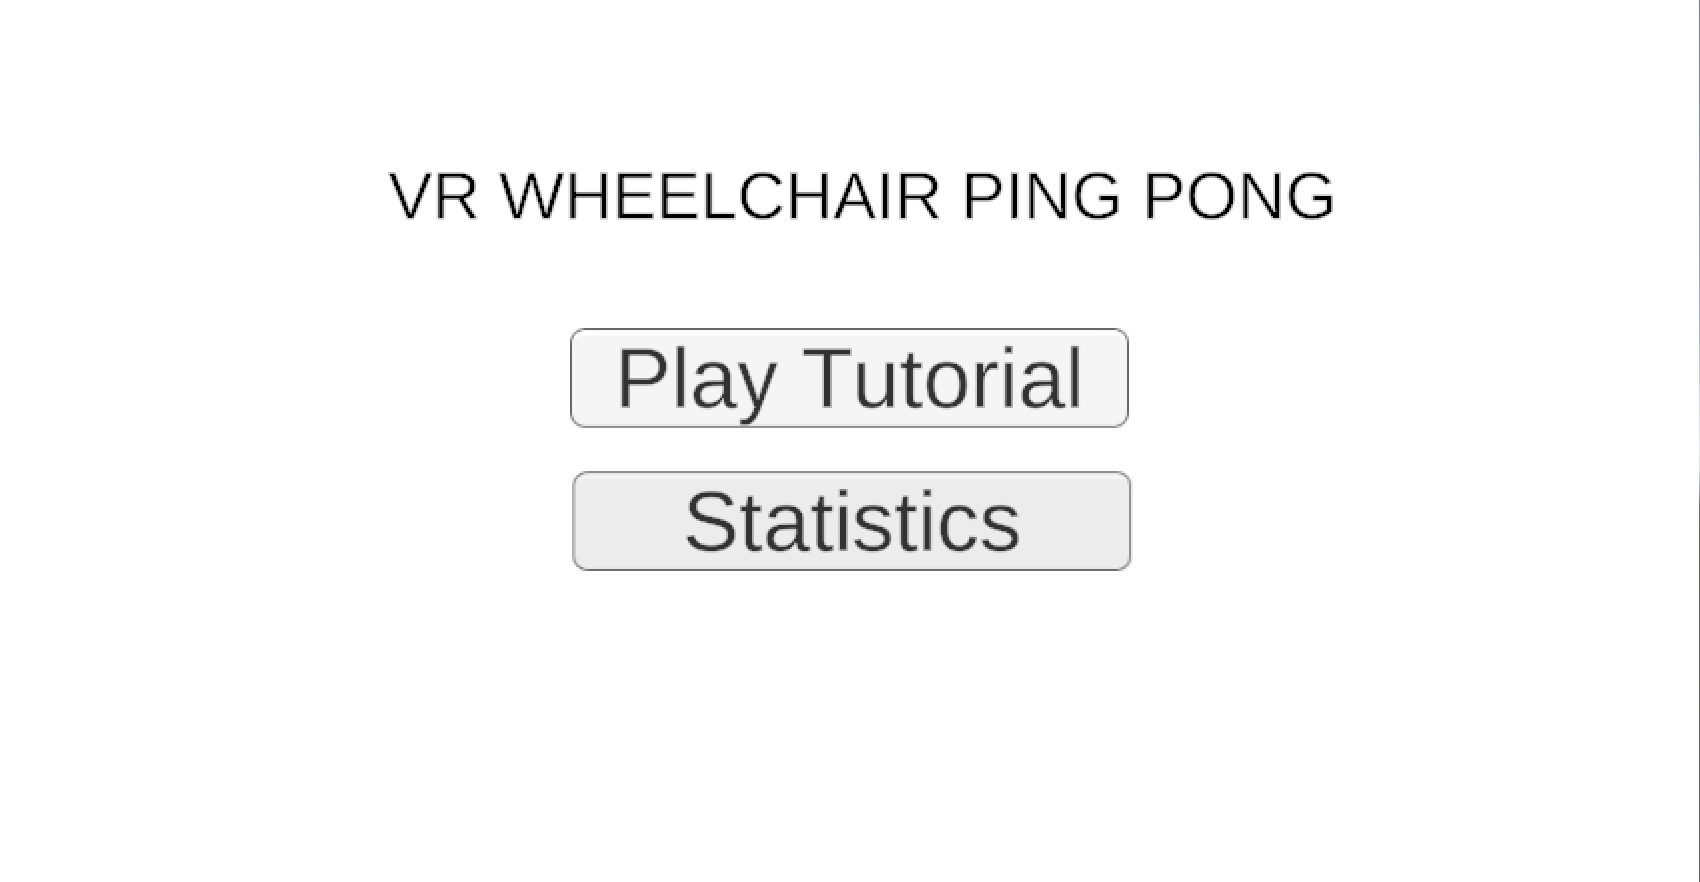 VR WHEELCHAIR PING PONG
Play Tutorial
Statistics